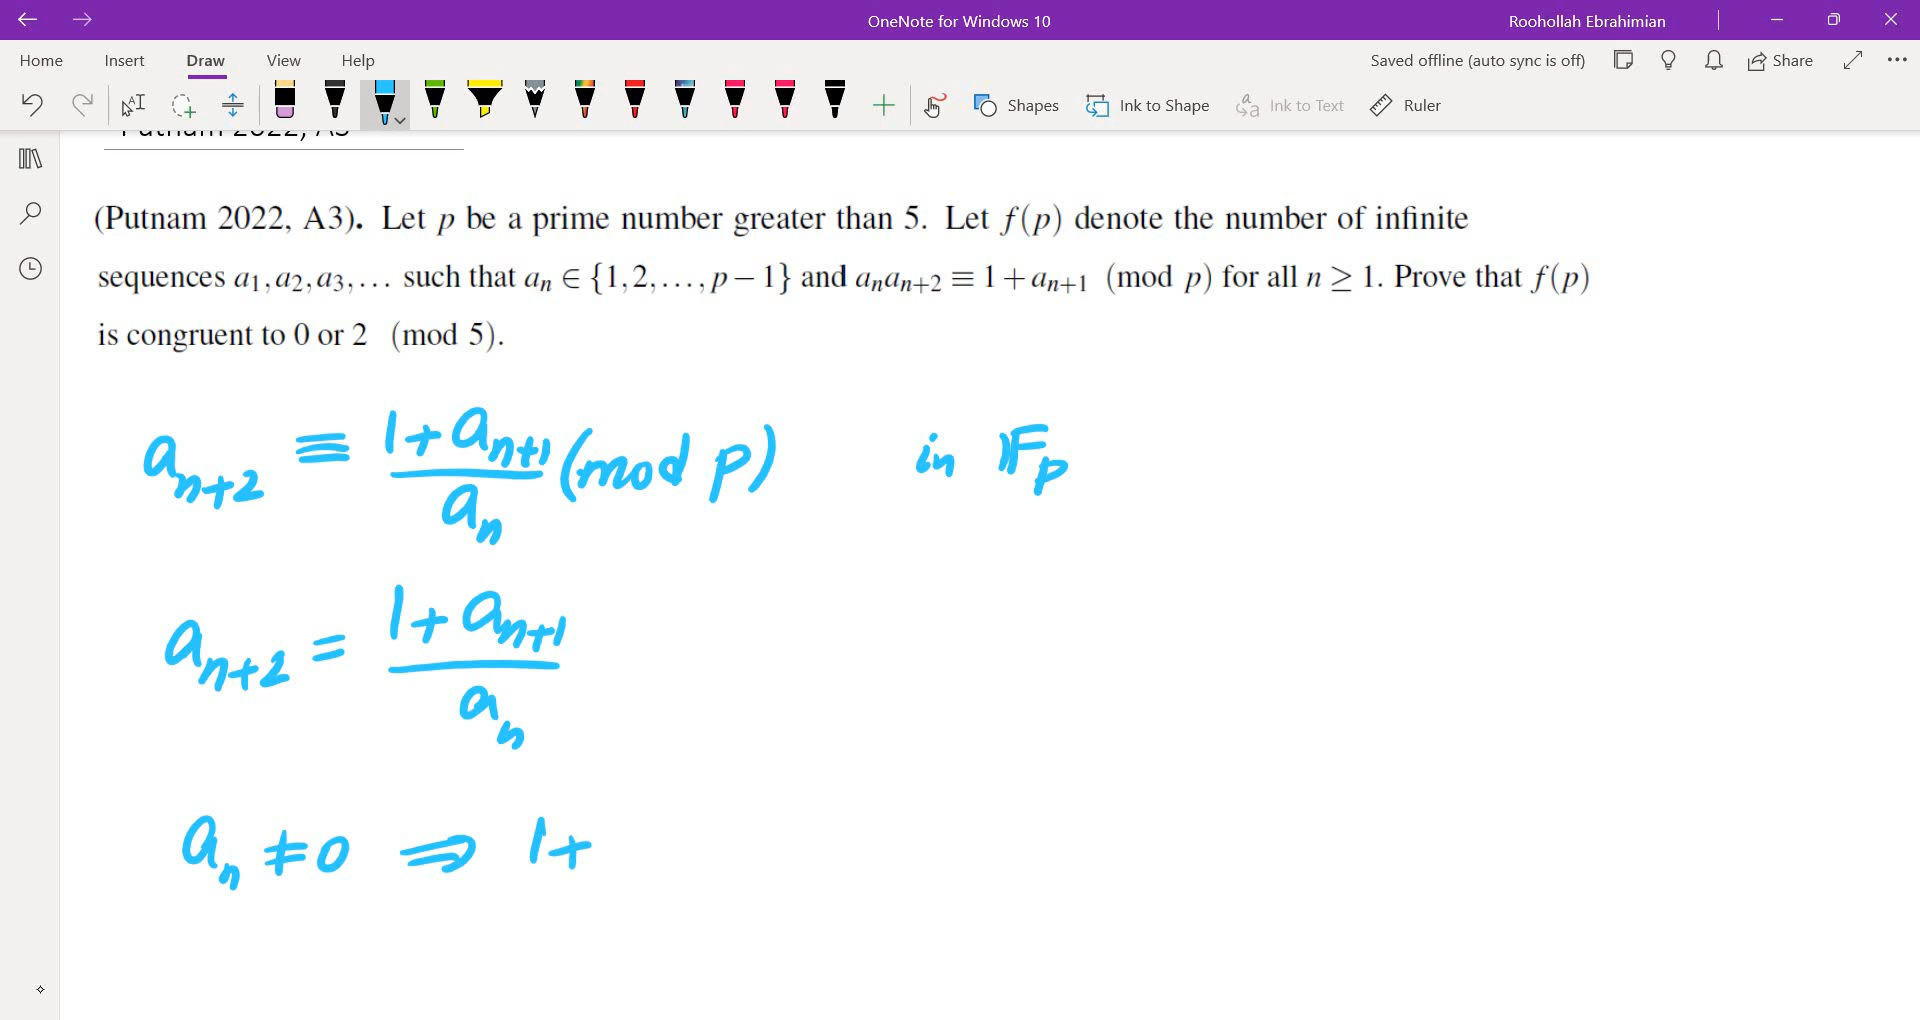 OneNote for Windows 10
Roohollah Ebrahimian
Home Insert Draw View Help
Saved offline (auto sync is off) Share
Shapes Ink to Shape Ink to Text Ruler
Putnam 2022, A3
(Putnam 2022, A3). Let p be a prime number greater than 5. Let f(p) denote the number of infinite
sequences a₁, a₂, a₃, … such that aₙ ∈ {1, 2, …, p − 1} and aₙaₙ₊₂ ≡ 1 + aₙ₊₁ (mod p) for all n ≥ 1. Prove that f(p)
is congruent to 0 or 2 (mod 5).
aₙ₊₂ ≡ (1 + aₙ₊₁)/aₙ (mod p) in 𝔽ₚ
aₙ₊₂ = (1 + aₙ₊₁)/aₙ
aₙ ≠ 0 ⇒ 1+